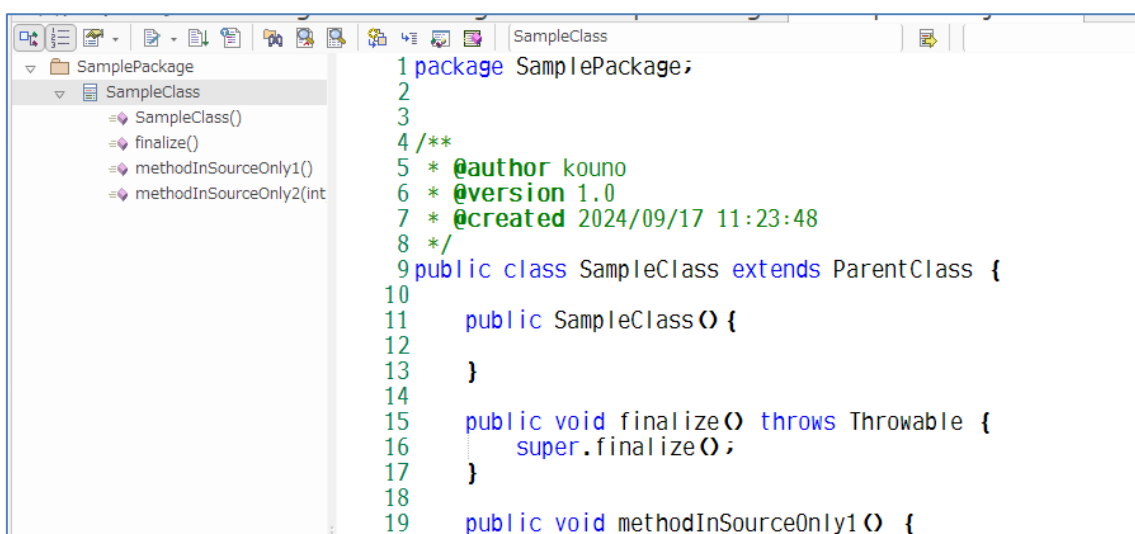 SampleClass
SamplePackage
SampleClass
SampleClass()
finalize()
methodInSourceOnly1()
methodInSourceOnly2(int
1 package SamplePackage;
2
3
4 /**
5 * @author kouno
6 * @version 1.0
7 * @created 2024/09/17 11:23:48
8 */
9 public class SampleClass extends ParentClass {
10
11 public SampleClass(){
12
13 }
14
15 public void finalize() throws Throwable {
16 super.finalize();
17 }
18
19 public void methodInSourceOnly1() {